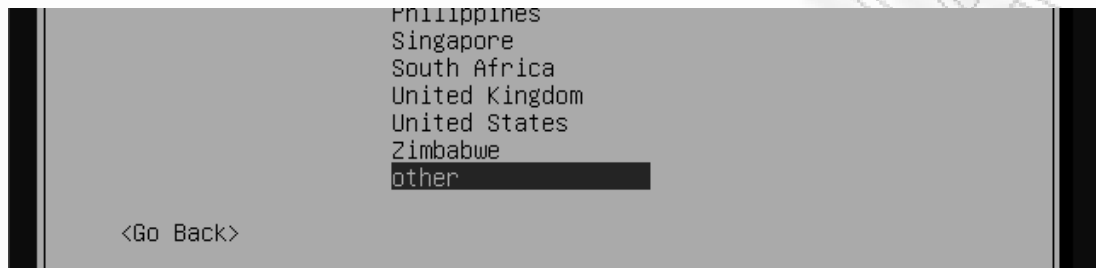 Philippines
Singapore
South Africa
United Kingdom
United States
Zimbabwe
other
<Go Back>